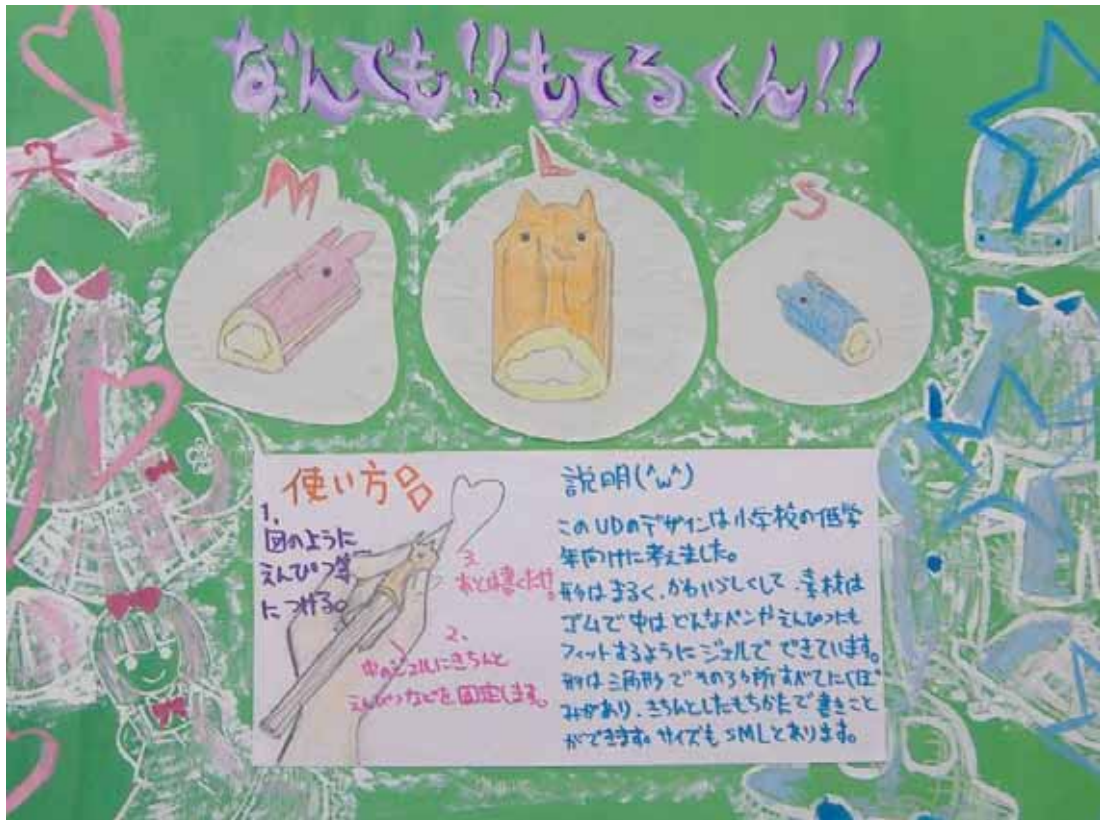 なんでも!!もてるくん!!
M
L
S
使い方
1.
図のように
えんぴつ等
につける。
2.
中のジェルにきちんと
えんぴつなどを固定します。
3.
あとは書くだけ!
説明(^w^)
このUDのデザインは小学校の低学
年向けに考えました。
形はまるく、かわいらしくして、素材は
ゴムで中はどんなペンやえんぴつも
フィットするようにジェルでできています。
形は三角形でその3か所すべてにくぼ
みがあり、きちんとしたもちかたで書きこと
ができます。サイズもSMLとあります。